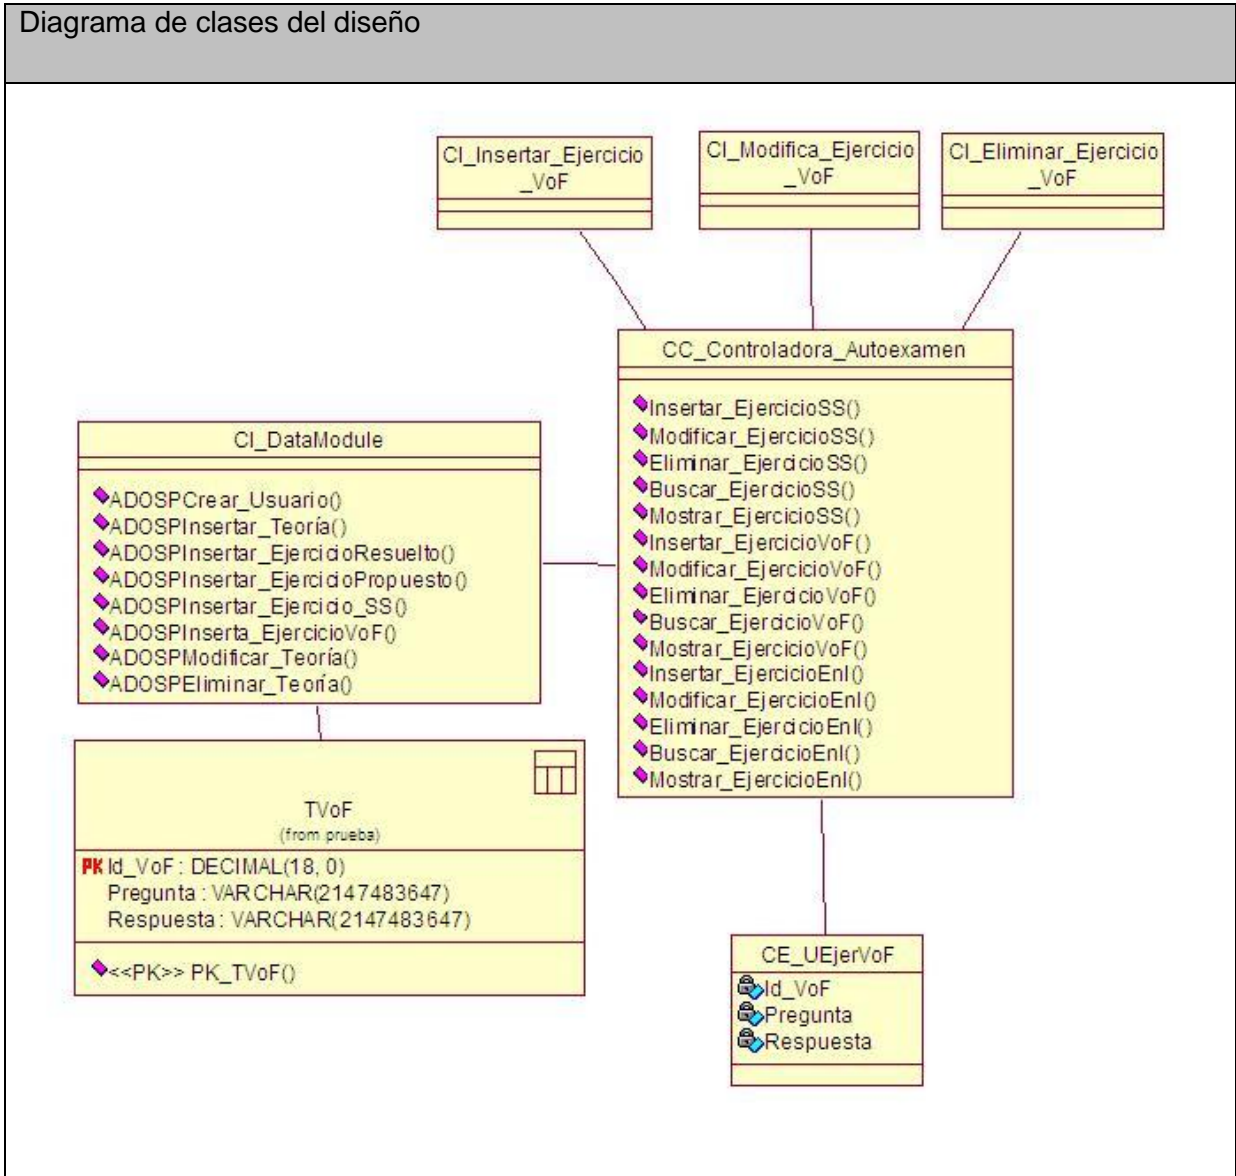 Diagrama de clases del diseño
CI_Insertar_Ejercicio
_VoF
CI_Modifica_Ejercicio
_VoF
CI_Eliminar_Ejercicio
_VoF
CC_Controladora_Autoexamen
Insertar_EjercicioSS()
Modificar_EjercicioSS()
Eliminar_EjercicioSS()
Buscar_EjercicioSS()
Mostrar_EjercicioSS()
Insertar_EjercicioVoF()
Modificar_EjercicioVoF()
Eliminar_EjercicioVoF()
Buscar_EjercicioVoF()
Mostrar_EjercicioVoF()
Insertar_EjercicioEnl()
Modificar_EjercicioEnl()
Eliminar_EjercicioEnl()
Buscar_EjercicioEnl()
Mostrar_EjercicioEnl()
CI_DataModule
ADOSPCrear_Usuario()
ADOSPInsertar_Teoría()
ADOSPInsertar_EjercicioResuelto()
ADOSPInsertar_EjercicioPropuesto()
ADOSPInsertar_Ejercicio_SS()
ADOSPInserta_EjercicioVoF()
ADOSPModificar_Teoría()
ADOSPEliminar_Teoría()
TVoF
(from prueba)
PK Id_VoF : DECIMAL(18, 0)
Pregunta : VARCHAR(2147483647)
Respuesta : VARCHAR(2147483647)
<<PK>> PK_TVoF()
CE_UEjerVoF
Id_VoF
Pregunta
Respuesta